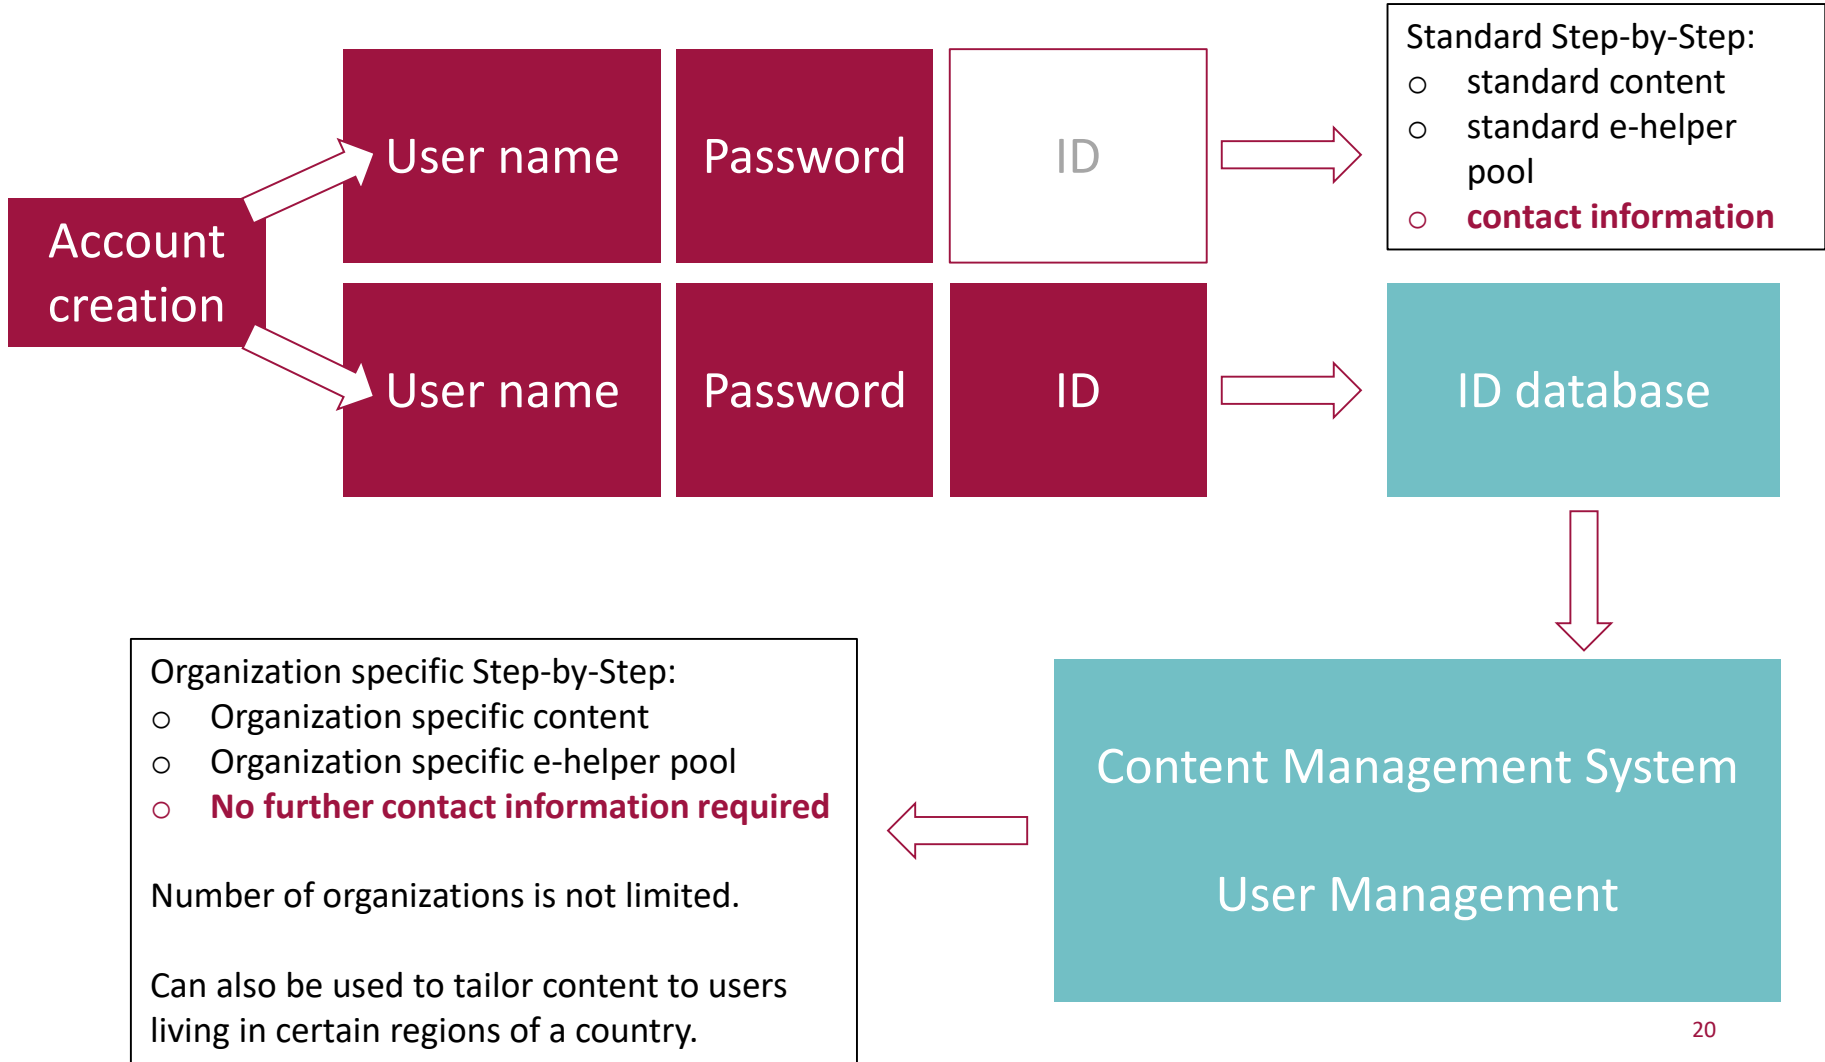 Account
creation
User name
Password
ID
Standard Step-by-Step:
o standard content
o standard e-helper
pool
o contact information
User name
Password
ID
ID database
Content Management System
User Management
Organization specific Step-by-Step:
o Organization specific content
o Organization specific e-helper pool
o No further contact information required
Number of organizations is not limited.
Can also be used to tailor content to users
living in certain regions of a country.
20